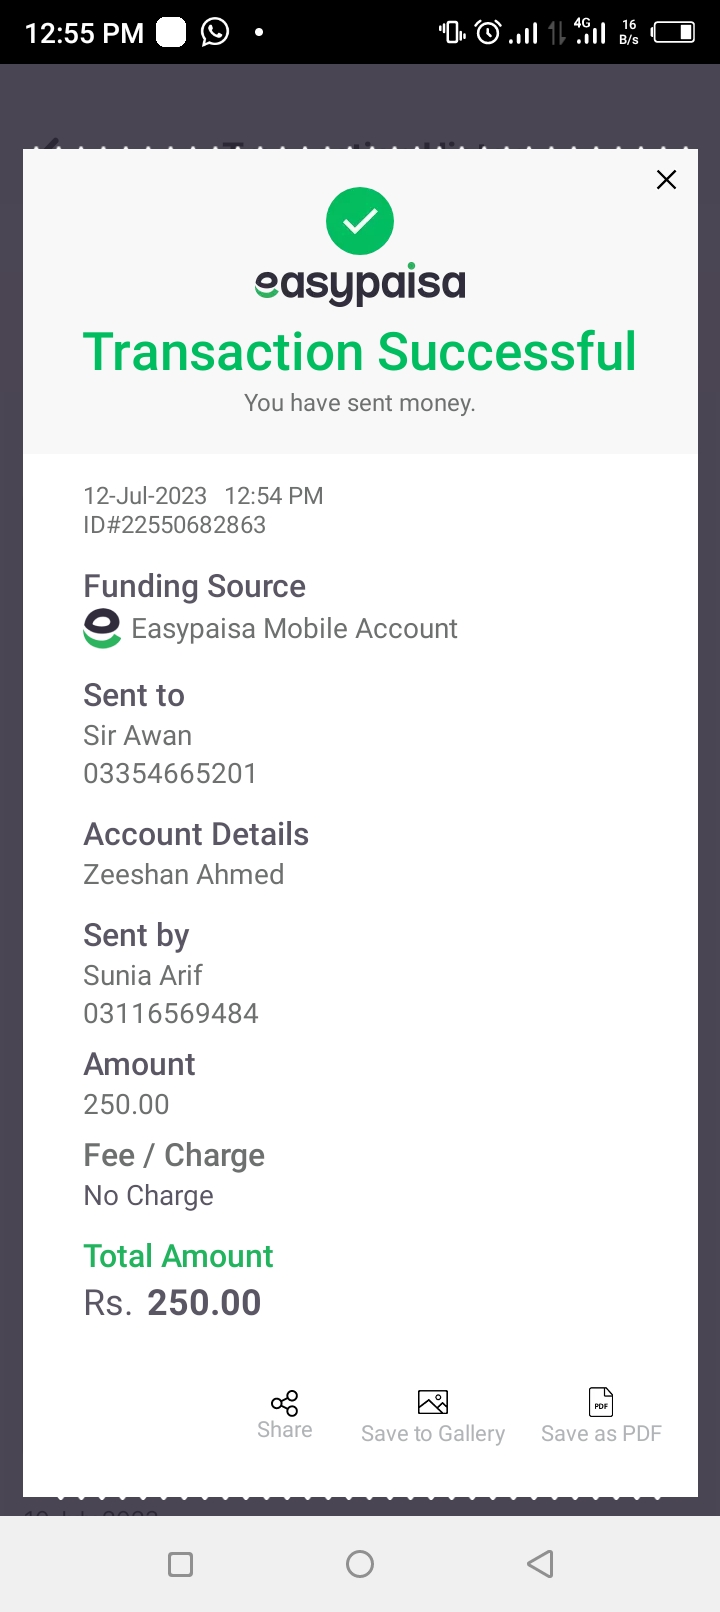 12:55 PM
4G
16
B/s
easypaisa
Transaction Successful
You have sent money.
12-Jul-2023 12:54 PM
ID#22550682863
Funding Source
Easypaisa Mobile Account
Sent to
Sir Awan
03354665201
Account Details
Zeeshan Ahmed
Sent by
Sunia Arif
03116569484
Amount
250.00
Fee / Charge
No Charge
Total Amount
Rs. 250.00
PDF
Share
Save to Gallery
Save as PDF